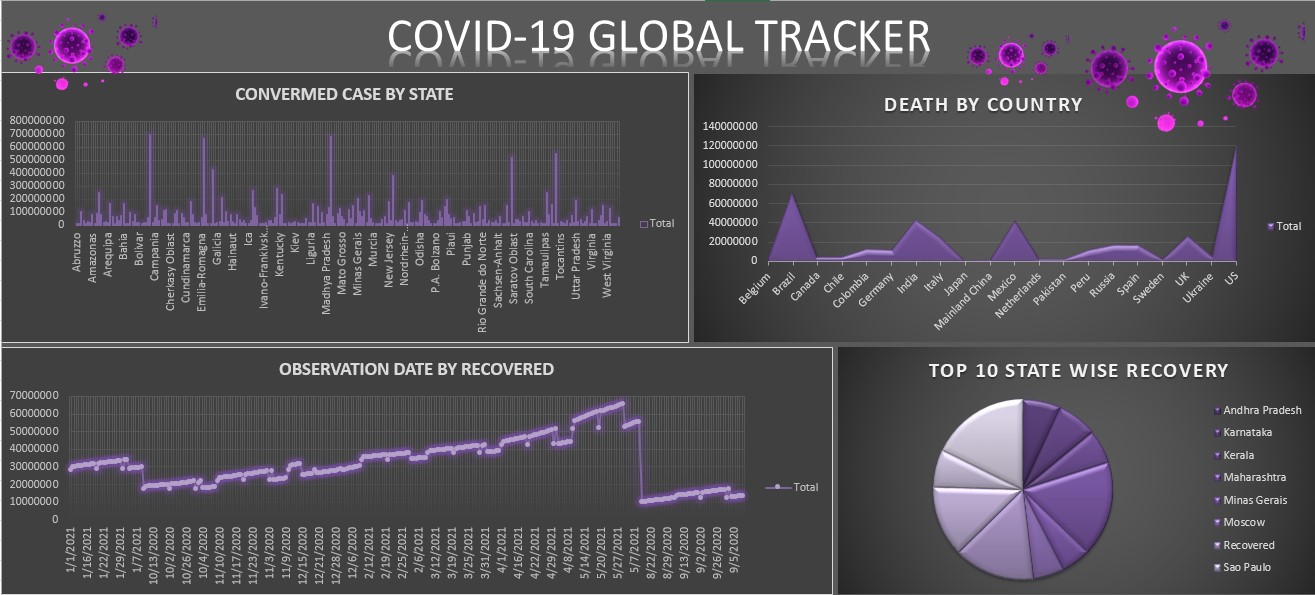 COVID-19 GLOBAL TRACKER
CONVERMED CASE BY STATE
800000000
700000000
600000000
500000000
400000000
300000000
200000000
100000000
0
Abruzzo
Amazonas
Arequipa
Bahia
Bolivar
Campania
Cherkasy Oblast
Cundinamarca
Emilia-Romagna
Galicia
Hainaut
Ica
Ivano-Frankivsk…
Kentucky
Kiev
Liguria
Madhya Pradesh
Mato Grosso
Minas Gerais
Murcia
New Jersey
Nordrhein-…
Odisha
P.A. Bolzano
Piaui
Punjab
Rio Grande do Norte
Sachsen-Anhalt
Saratov Oblast
South Carolina
Tamaulipas
Tocantins
Uttar Pradesh
Virginia
West Virginia
Total
DEATH BY COUNTRY
140000000
120000000
100000000
80000000
60000000
40000000
20000000
0
Belgium
Brazil
Canada
Chile
Colombia
Germany
India
Italy
Japan
Mainland China
Mexico
Netherlands
Pakistan
Peru
Russia
Spain
Sweden
UK
Ukraine
US
Total
OBSERVATION DATE BY RECOVERED
70000000
60000000
50000000
40000000
30000000
20000000
10000000
0
1/1/2021
1/16/2021
1/22/2021
1/29/2021
1/7/2021
10/13/2020
10/2/2020
10/26/2020
10/4/2020
11/10/2020
11/17/2020
11/23/2020
11/30/2020
11/9/2020
12/15/2020
12/21/2020
12/28/2020
12/6/2020
2/12/2021
2/19/2021
2/25/2021
2/6/2021
3/12/2021
3/19/2021
3/25/2021
3/31/2021
4/1/2021
4/16/2021
4/22/2021
4/29/2021
4/8/2021
5/14/2021
5/20/2021
5/27/2021
5/7/2021
8/22/2020
8/29/2020
9/13/2020
9/2/2020
9/26/2020
9/5/2020
Total
TOP 10 STATE WISE RECOVERY
Andhra Pradesh
Karnataka
Kerala
Maharashtra
Minas Gerais
Moscow
Recovered
Sao Paulo